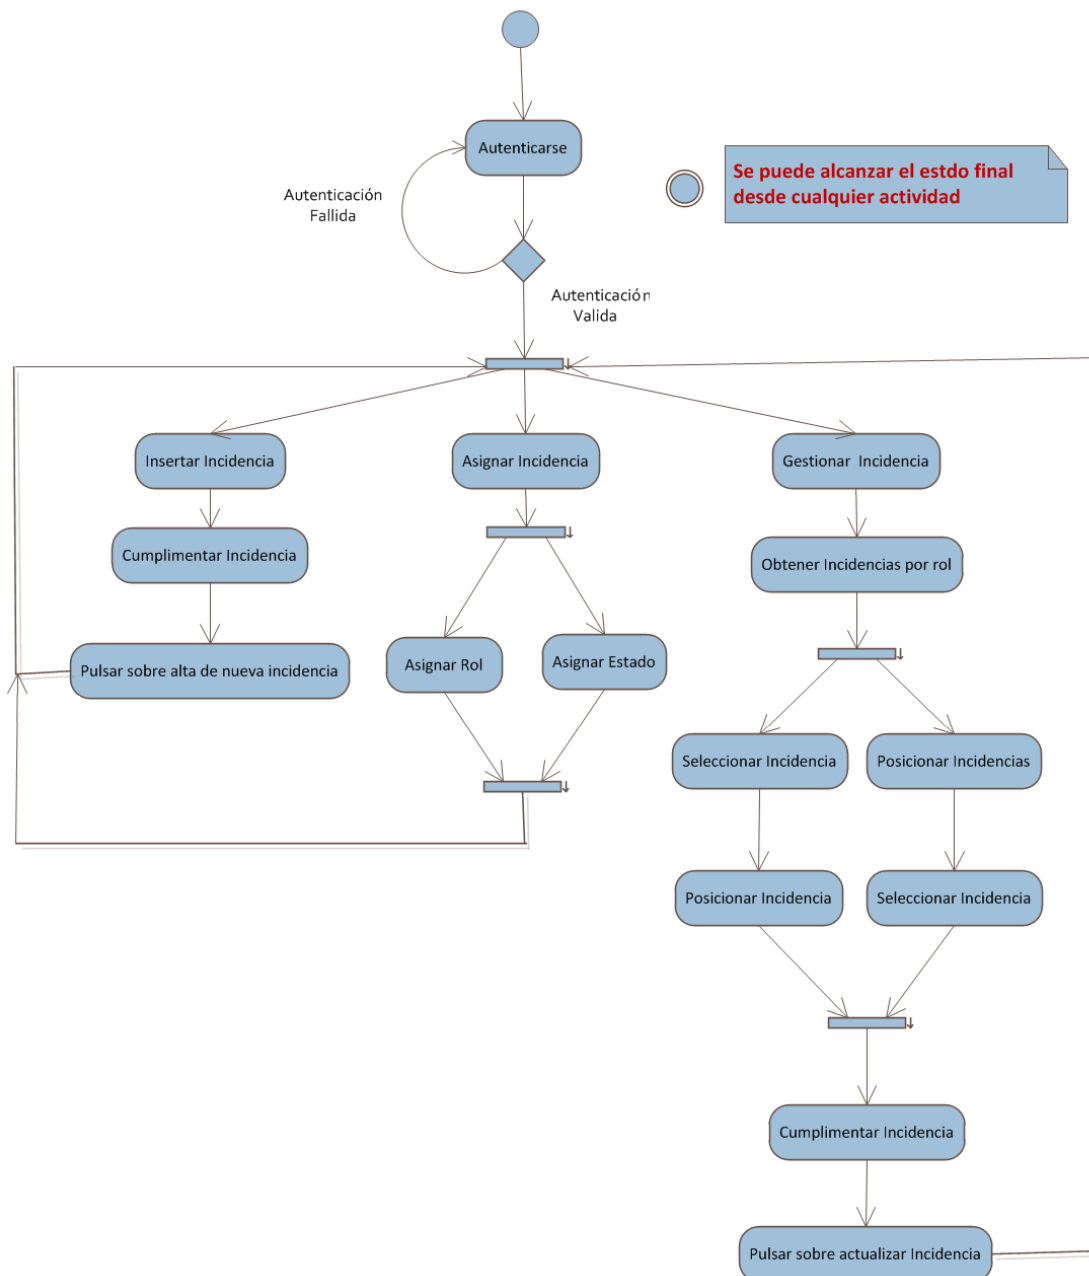 Autenticarse
Se puede alcanzar el estdo final
desde cualquier actividad
Autenticación
Fallida
Autenticación
Valida
Insertar Incidencia
Asignar Incidencia
Gestionar Incidencia
Cumplimentar Incidencia
Obtener Incidencias por rol
Pulsar sobre alta de nueva incidencia
Asignar Rol
Asignar Estado
Seleccionar Incidencia
Posicionar Incidencias
Posicionar Incidencia
Seleccionar Incidencia
Cumplimentar Incidencia
Pulsar sobre actualizar Incidencia